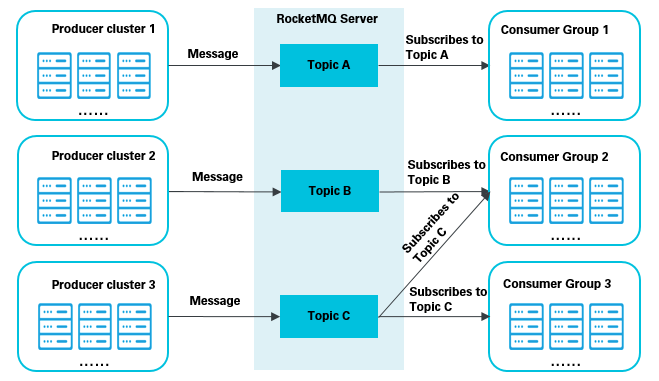 RocketMQ Server
Producer cluster 1
......
Message
Topic A
Subscribes to
Topic A
Consumer Group 1
......
Producer cluster 2
......
Message
Topic B
Subscribes to
Topic B
Consumer Group 2
......
Subscribes to
Topic C
Producer cluster 3
......
Message
Topic C
Subscribes to
Topic C
Consumer Group 3
......